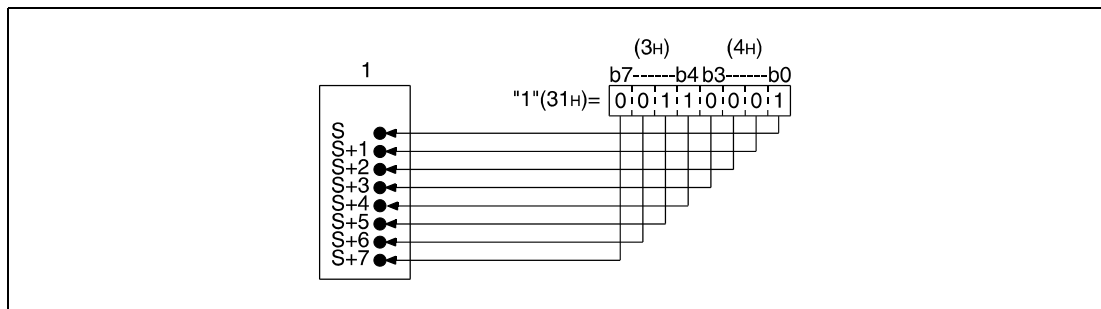 (3H) (4H)
1
b7------b4 b3------b0
"1"(31H)= 0 0 1 1 0 0 0 1
S
S+1
S+2
S+3
S+4
S+5
S+6
S+7